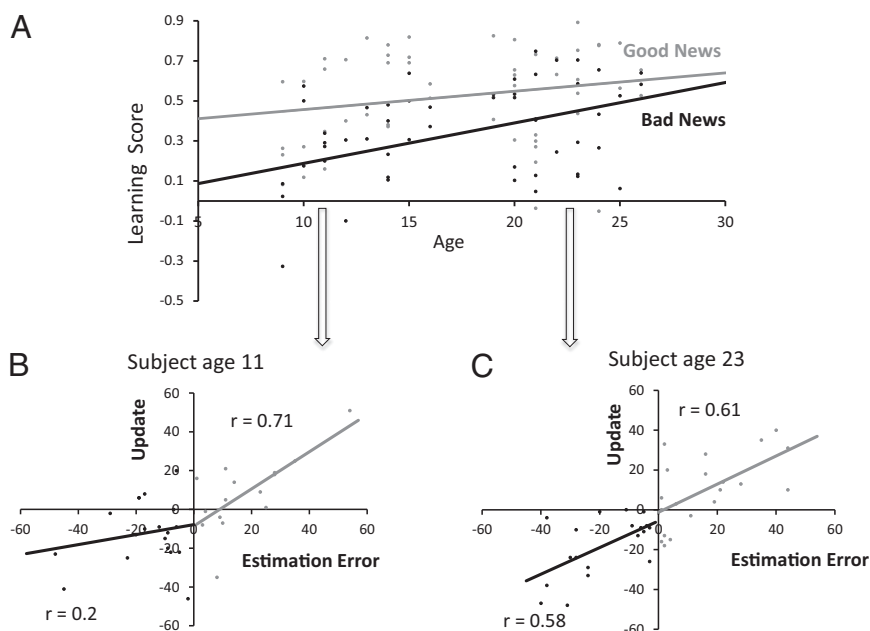 A
Learning Score
0.9
0.7
0.5
0.3
0.1
-0.1
-0.3
-0.5
5
10
15
20
25
30
Age
Good News
Bad News
B
Subject age 11
Update
60
40
20
0
-20
-40
-60
-60
-40
-20
0
20
40
60
Estimation Error
r = 0.71
r = 0.2
C
Subject age 23
Update
60
40
20
0
-20
-40
-60
-60
-40
-20
0
20
40
60
Estimation Error
r = 0.61
r = 0.58